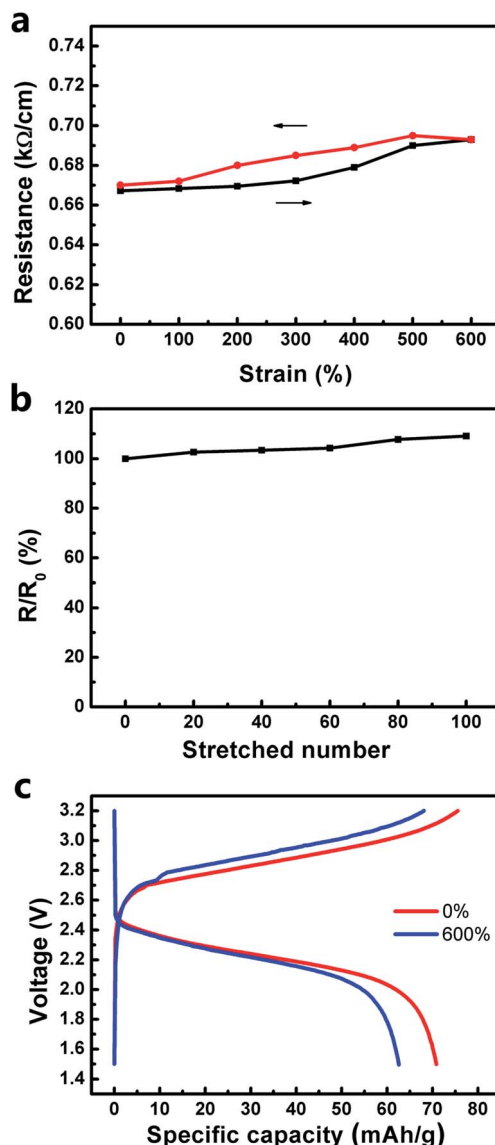 a
0.74
0.72
0.70
0.68
0.66
0.64
0.62
0.60
Resistance (kΩ/cm)
0 100 200 300 400 500 600
Strain (%)
b
120
100
80
60
40
20
0
R/R0 (%)
0 20 40 60 80 100
Stretched number
c
3.2
3.0
2.8
2.6
2.4
2.2
2.0
1.8
1.6
1.4
Voltage (V)
0%
600%
0 10 20 30 40 50 60 70 80
Specific capacity (mAh/g)